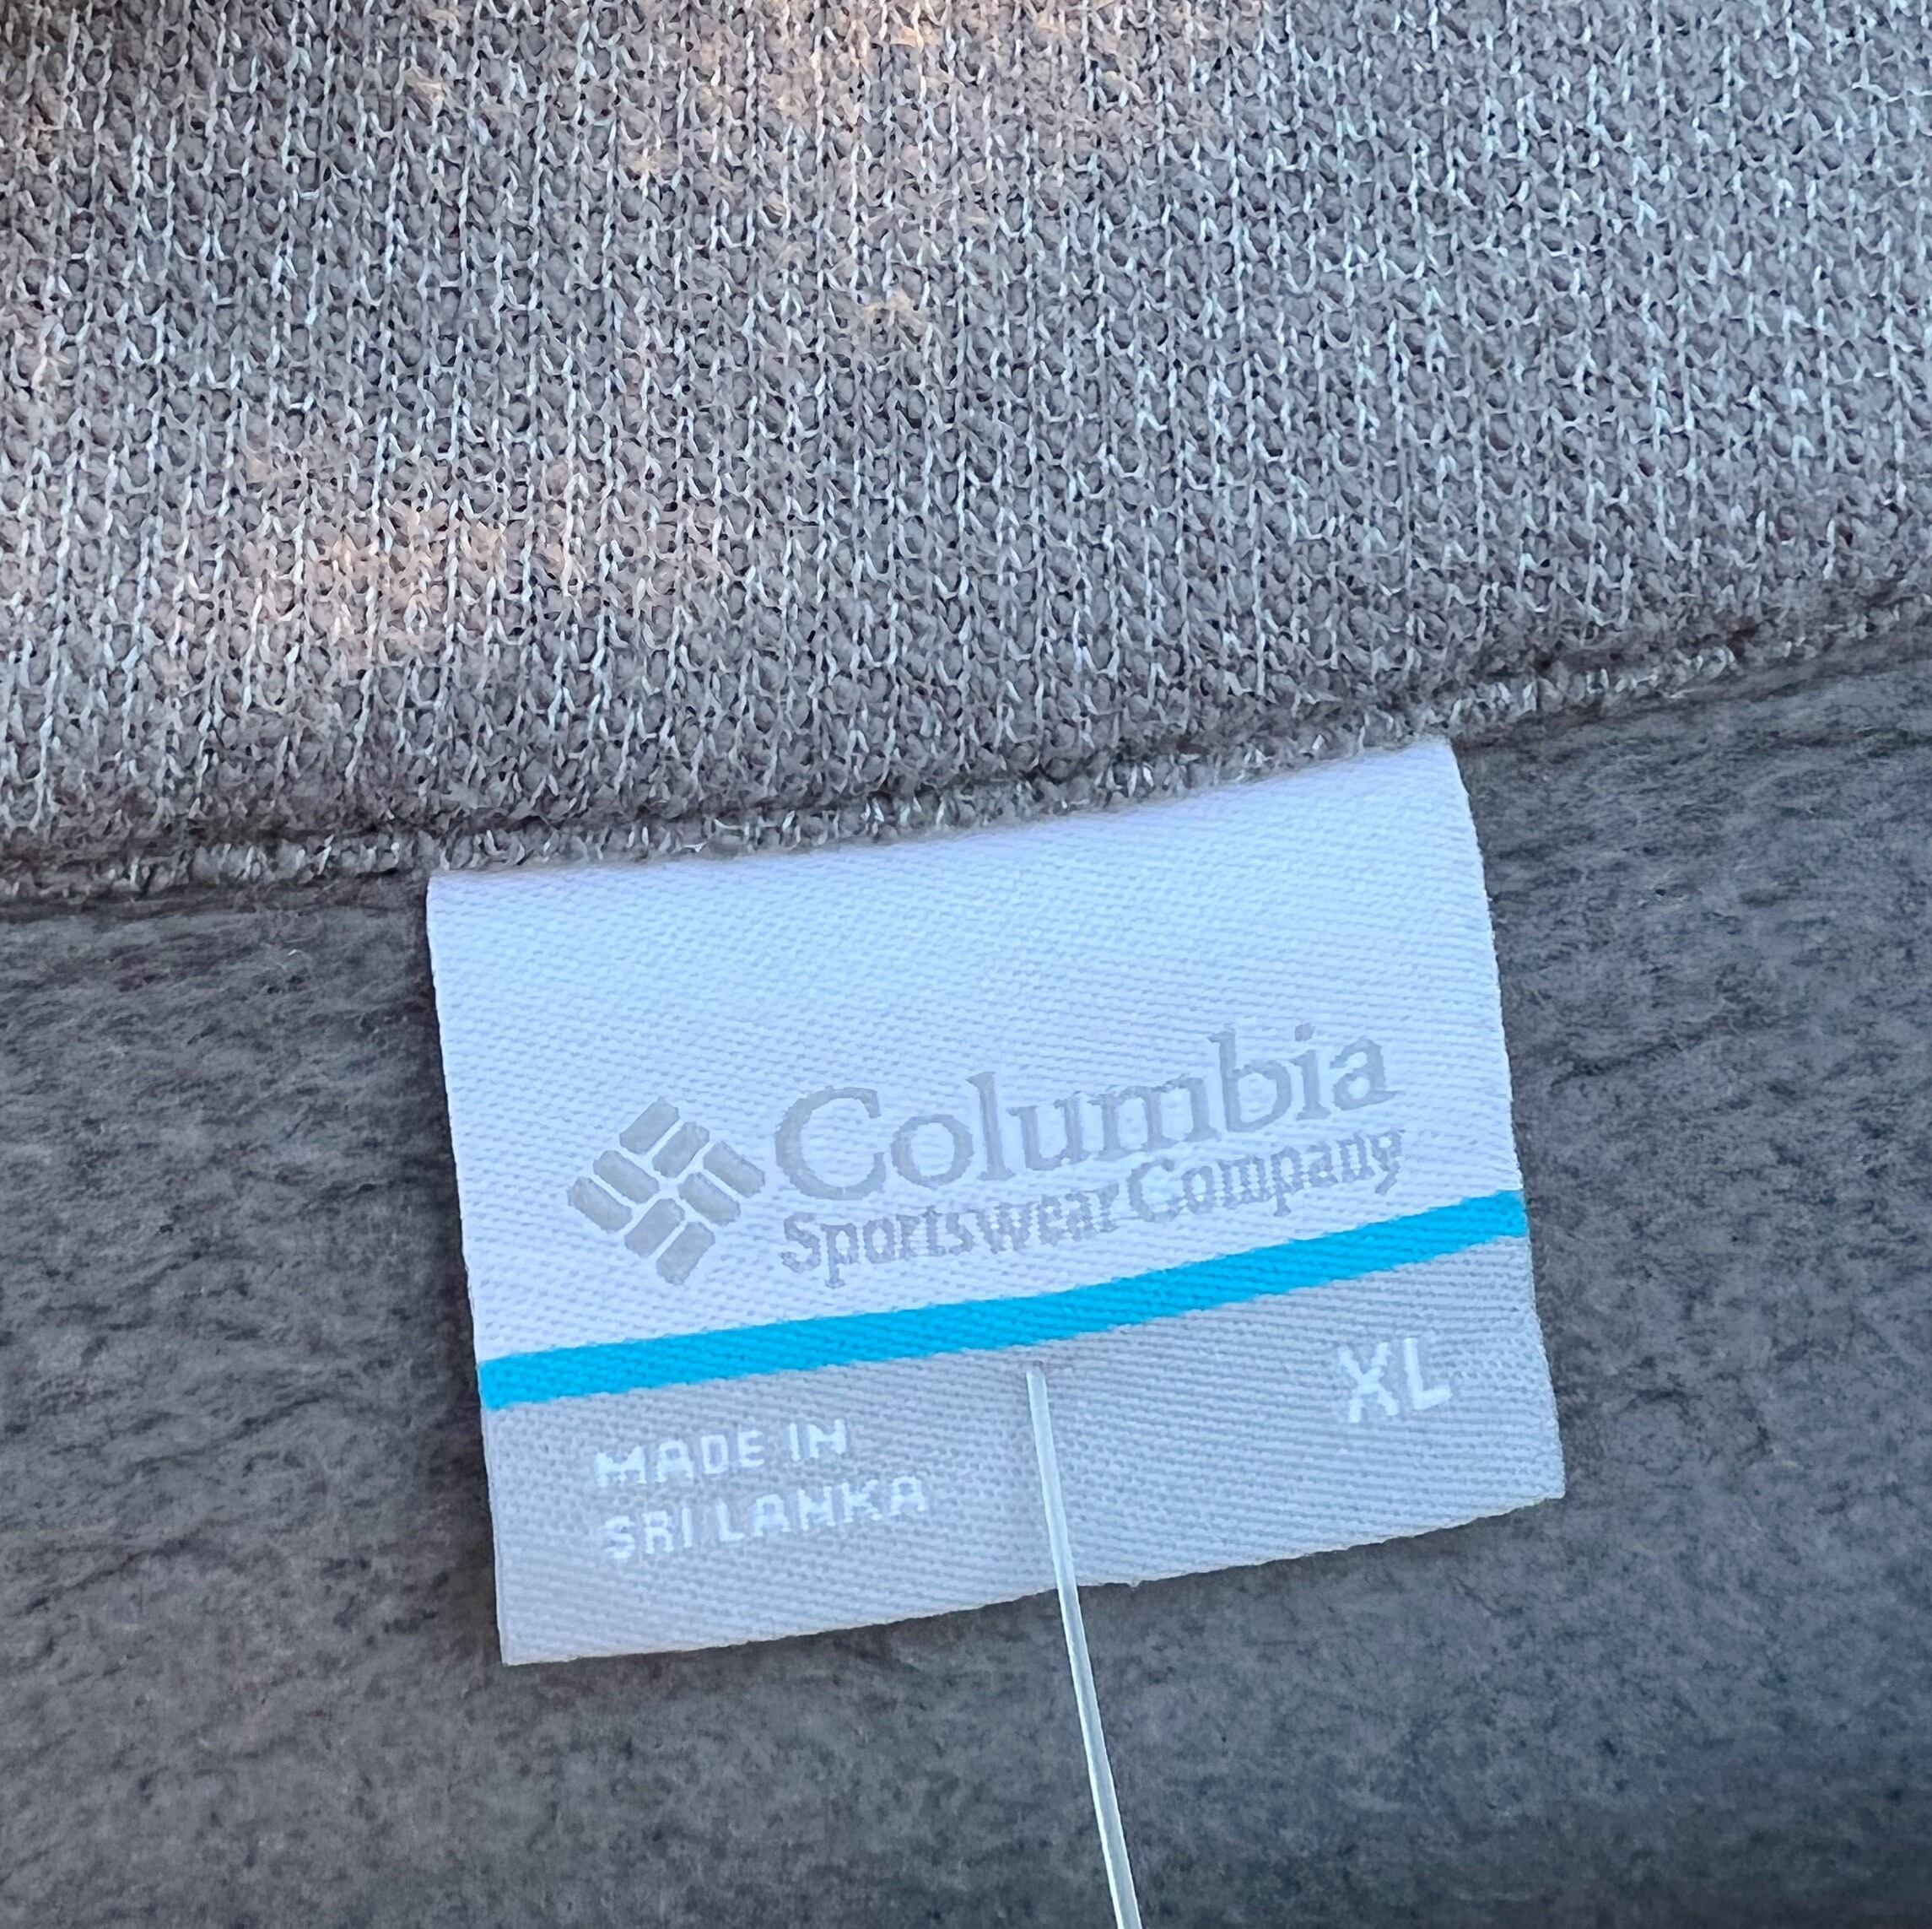 Columbia
Sportswear Company
XL
MADE IN
SRI LANKA